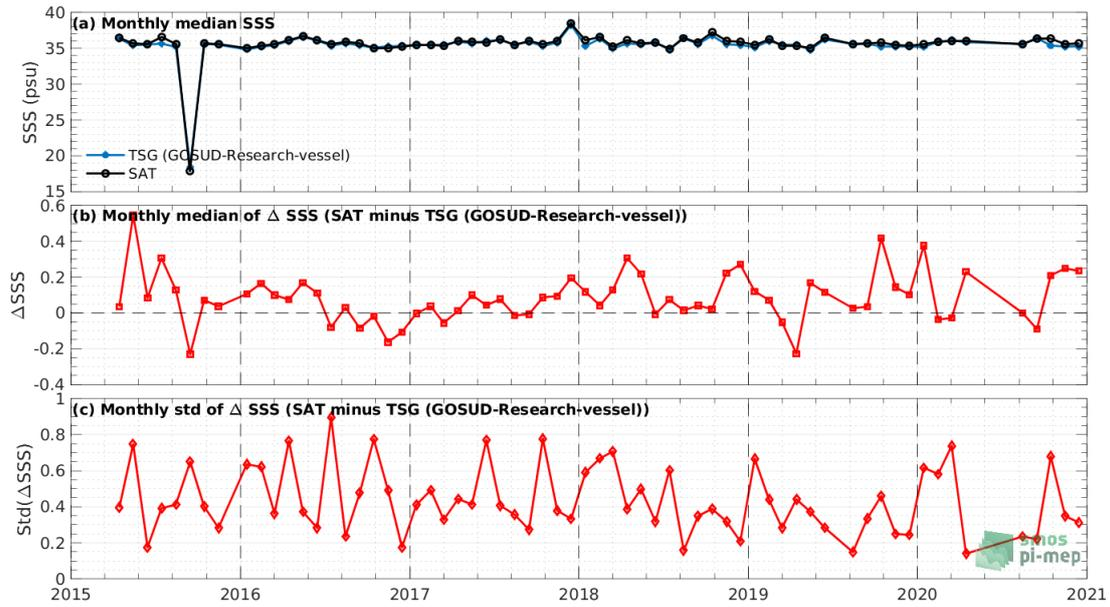 (a) Monthly median SSS
40
35
30
25
20
15
SSS (psu)
TSG (GOSUD-Research-vessel)
SAT
(b) Monthly median of Δ SSS (SAT minus TSG (GOSUD-Research-vessel))
0.6
0.4
0.2
0
-0.2
-0.4
ΔSSS
(c) Monthly std of Δ SSS (SAT minus TSG (GOSUD-Research-vessel))
1
0.8
0.6
0.4
0.2
0
Std(ΔSSS)
smos
pi-mep
2015 2016 2017 2018 2019 2020 2021